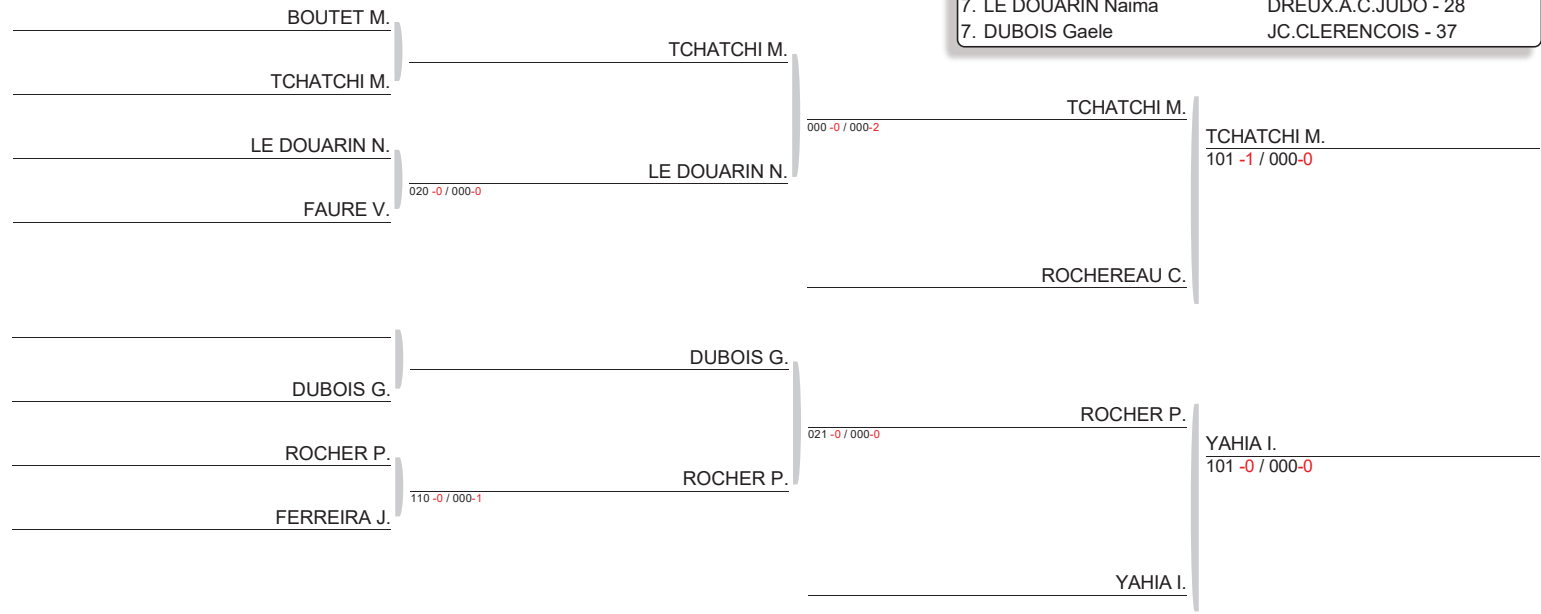 7. LE DOUARIN Naima DREUX.A.C.JUDO - 28
7. DUBOIS Gaele JC.CLERENCOIS - 37
BOUTET M.
TCHATCHI M.
TCHATCHI M.
LE DOUARIN N.
FAURE V.
LE DOUARIN N.
020 -0 / 000-0
TCHATCHI M.
000 -0 / 000-2
ROCHEREAU C.
TCHATCHI M.
101 -1 / 000-0
DUBOIS G.
DUBOIS G.
ROCHER P.
FERREIRA J.
ROCHER P.
110 -0 / 000-1
ROCHER P.
021 -0 / 000-0
YAHIA I.
YAHIA I.
101 -0 / 000-0